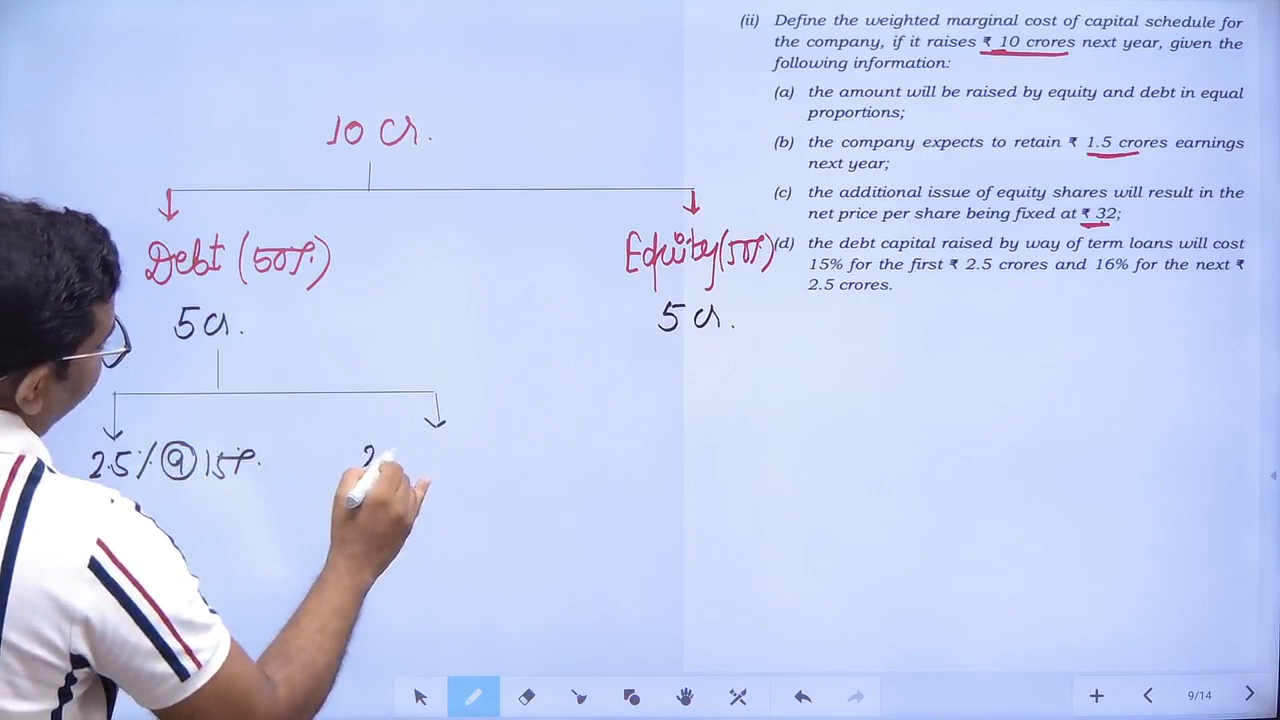 (ii) Define the weighted marginal cost of capital schedule for
the company, if it raises ₹ 10 crores next year, given the
following information:
(a) the amount will be raised by equity and debt in equal
proportions;
(b) the company expects to retain ₹ 1.5 crores earnings
next year;
(c) the additional issue of equity shares will result in the
net price per share being fixed at ₹ 32;
(d) the debt capital raised by way of term loans will cost
15% for the first ₹ 2.5 crores and 16% for the next ₹
2.5 crores.
10 Cr.
Debt (50%)
Equity (50%)
5 Cr.
5 Cr.
2.5 / @ 15%.
2
9/14